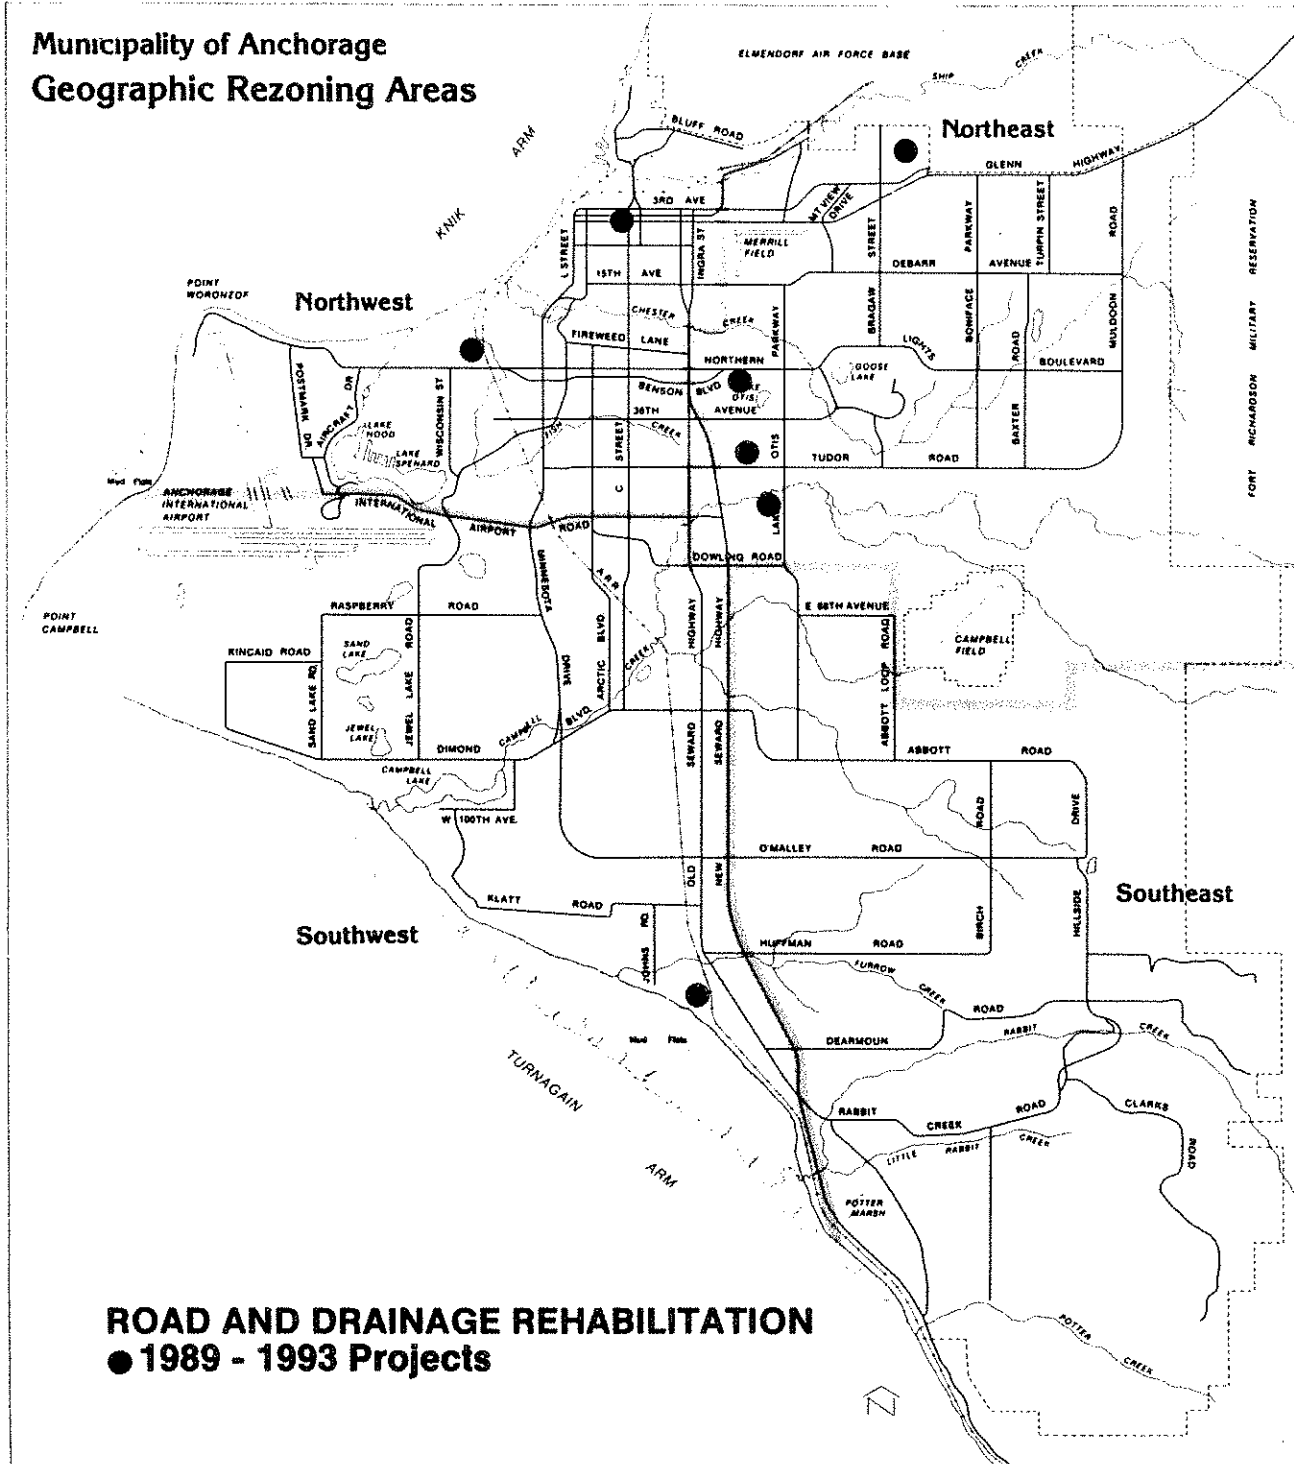 Municipality of Anchorage
Geographic Rezoning Areas
ELMENDORF AIR FORCE BASE
SHIP CREEK
KNIK ARM
BLUFF ROAD
Northeast
GLENN HIGHWAY
3RD AVE
MT VIEW DRIVE
L STREET
INGRA ST
MERRILL FIELD
BRAGAW STREET
BONIFACE PARKWAY
TURPIN STREET
MULDOON ROAD
FORT RICHARDSON MILITARY RESERVATION
DEBARR AVENUE
15TH AVE
POINT WORONZOF
Northwest
CHESTER CREEK
FIREWEED LANE
NORTHERN LIGHTS BOULEVARD
BENSON BLVD
LAKE OTIS PARKWAY
LAKE OTIS
GOOSE LAKE
BAXTER ROAD
POSTMARK DR.
AIRCRAFT DR
WISCONSIN ST
LAKE HOOD
LAKE SPENARD
36TH AVENUE
FISH CREEK
C STREET
TUDOR ROAD
Mud Flats
ANCHORAGE INTERNATIONAL AIRPORT
INTERNATIONAL AIRPORT ROAD
DOWLING ROAD
MINNESOTA DRIVE
A R R
ARCTIC BLVD
E 68TH AVENUE
RASPBERRY ROAD
POINT CAMPBELL
KINCAID ROAD
SAND LAKE
SAND LAKE RD.
JEWEL LAKE ROAD
JEWEL LAKE
CAMPBELL FIELD
ABBOTT LOOP ROAD
CAMPBELL CREEK
DIMOND BLVD
CAMPBELL LAKE
OLD SEWARD HIGHWAY
NEW SEWARD HIGHWAY
ABBOTT ROAD
W 100TH AVE.
O'MALLEY ROAD
BIRCH ROAD
HILLSIDE DRIVE
KLATT ROAD
Southeast
Southwest
JOHNS RD.
HUFFMAN ROAD
FURROW CREEK
Mud Flats
DEARMOUN ROAD
RABBIT CREEK
TURNAGAIN ARM
RABBIT CREEK ROAD
CLARKS ROAD
LITTLE RABBIT CREEK
POTTER MARSH
POTTER CREEK
ROAD AND DRAINAGE REHABILITATION
1989 - 1993 Projects
N